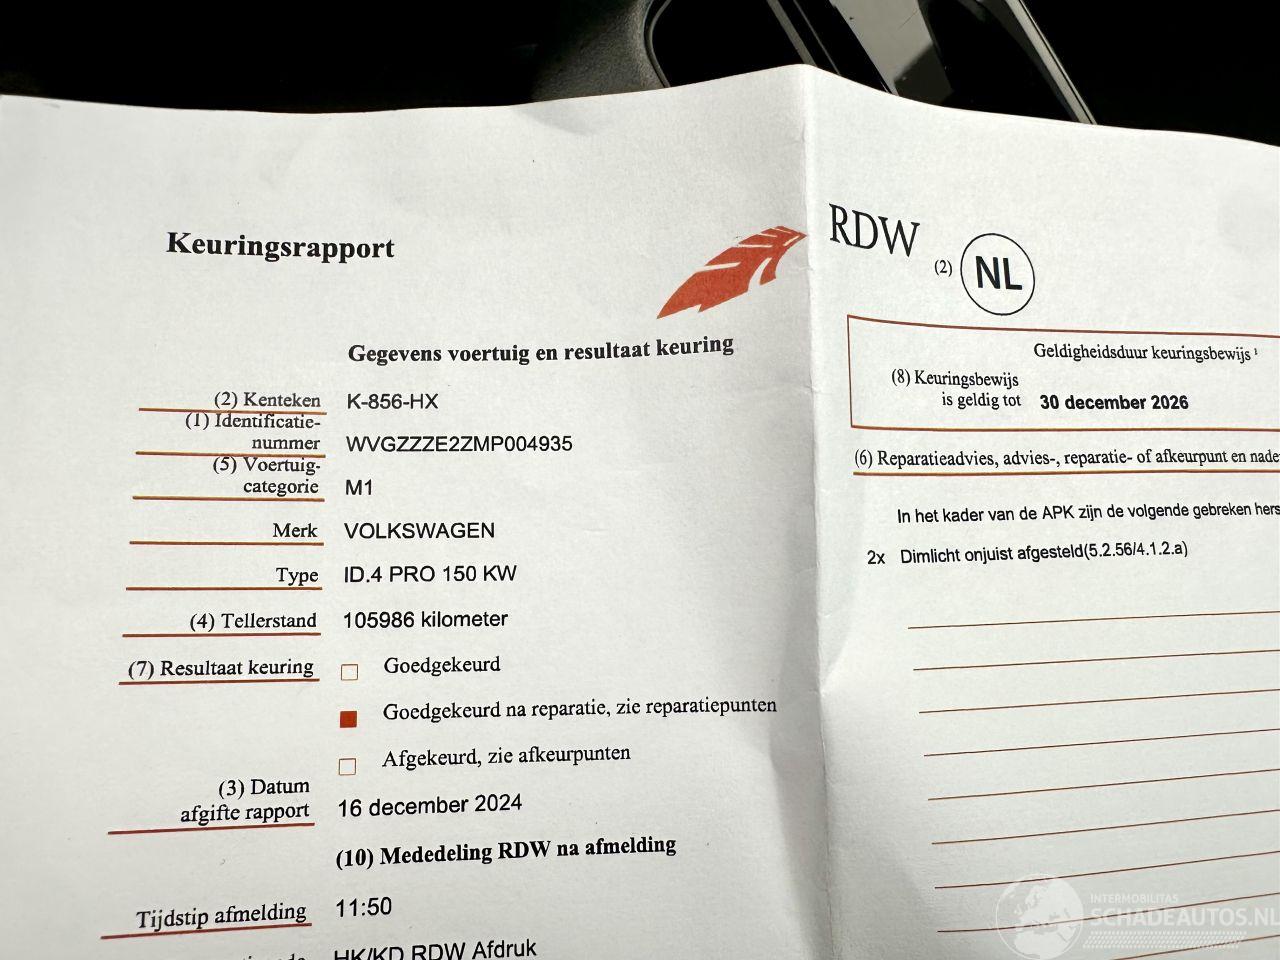 Keuringsrapport
Gegevens voertuig en resultaat keuring
(2) Kenteken K-856-HX
(1) Identificatie-
nummer WVGZZZE2ZMP004935
(5) Voertuig-
categorie M1
Merk VOLKSWAGEN
Type ID.4 PRO 150 KW
(4) Tellerstand 105986 kilometer
(7) Resultaat keuring Goedgekeurd
Goedgekeurd na reparatie, zie reparatiepunten
Afgekeurd, zie afkeurpunten
(3) Datum
afgifte rapport 16 december 2024
(10) Mededeling RDW na afmelding
Tijdstip afmelding 11:50
HK/KD RDW Afdruk
RDW
(2) NL
Geldigheidsduur keuringsbewijs 1
(8) Keuringsbewijs
is geldig tot 30 december 2026
(6) Reparatieadvies, advies-, reparatie- of afkeurpunt en nade
In het kader van de APK zijn de volgende gebreken hers
2x Dimlicht onjuist afgesteld(5.2.56/4.1.2.a)
INTERMOBILITAS
SCHADEAUTOS.NL